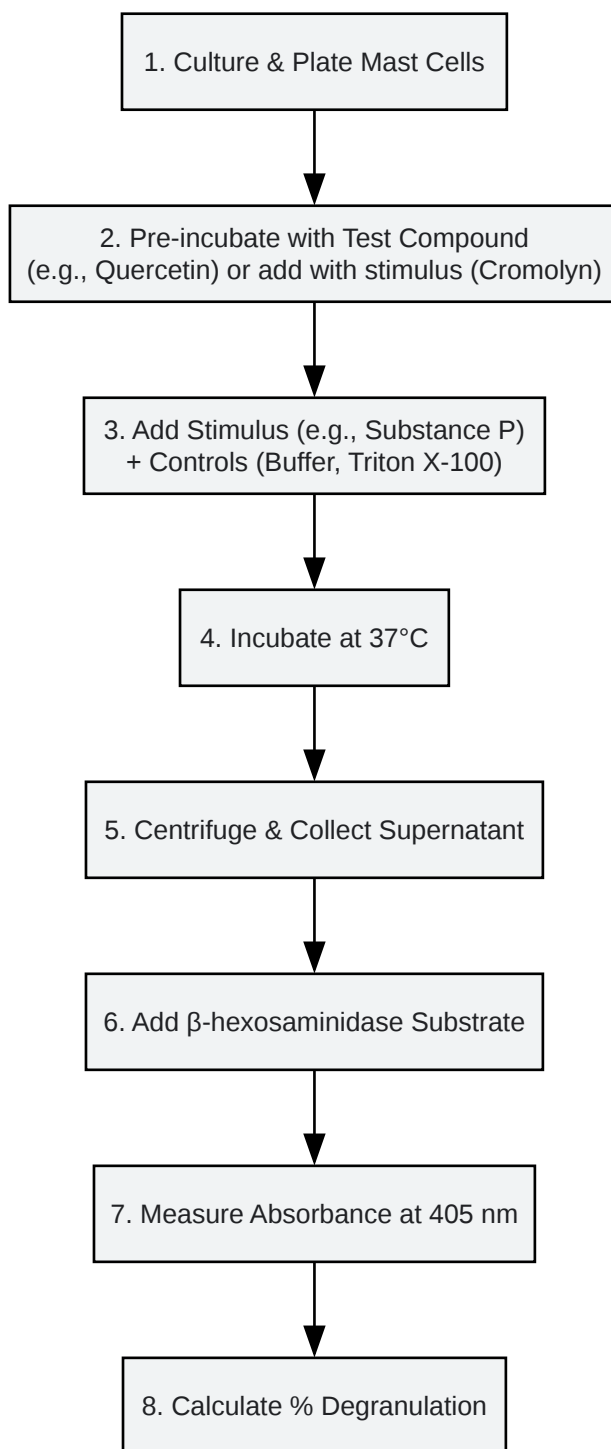 1. Culture & Plate Mast Cells
2. Pre-incubate with Test Compound
(e.g., Quercetin) or add with stimulus (Cromolyn)
3. Add Stimulus (e.g., Substance P)
+ Controls (Buffer, Triton X-100)
4. Incubate at 37°C
5. Centrifuge & Collect Supernatant
6. Add β-hexosaminidase Substrate
7. Measure Absorbance at 405 nm
8. Calculate % Degranulation